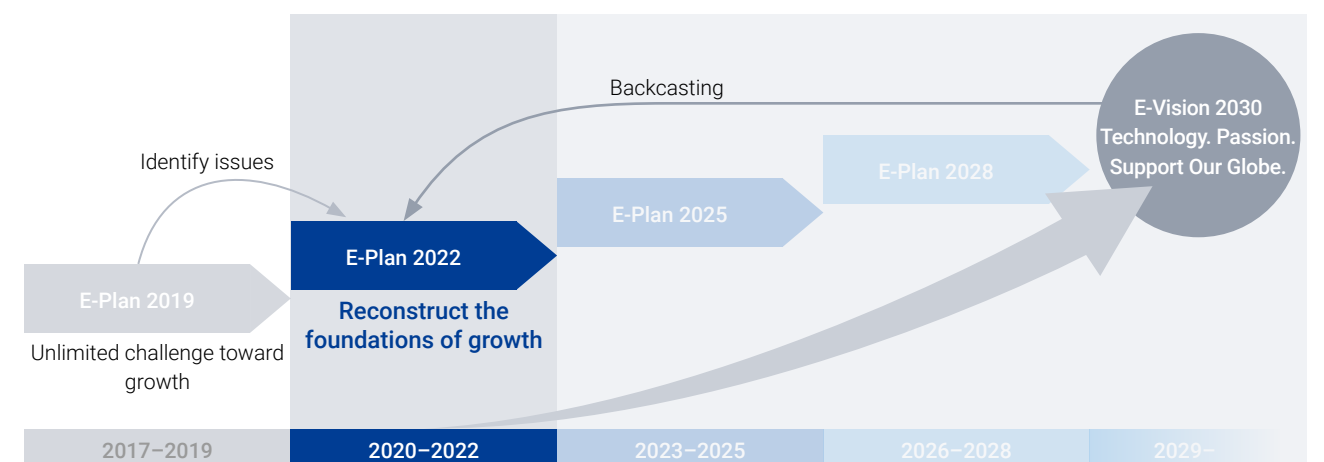 Backcasting
E-Vision 2030
Technology. Passion.
Support Our Globe.
Identify issues
E-Plan 2028
E-Plan 2025
E-Plan 2022
E-Plan 2019
Reconstruct the
foundations of growth
Unlimited challenge toward
growth
2017–2019
2020–2022
2023–2025
2026–2028
2029–